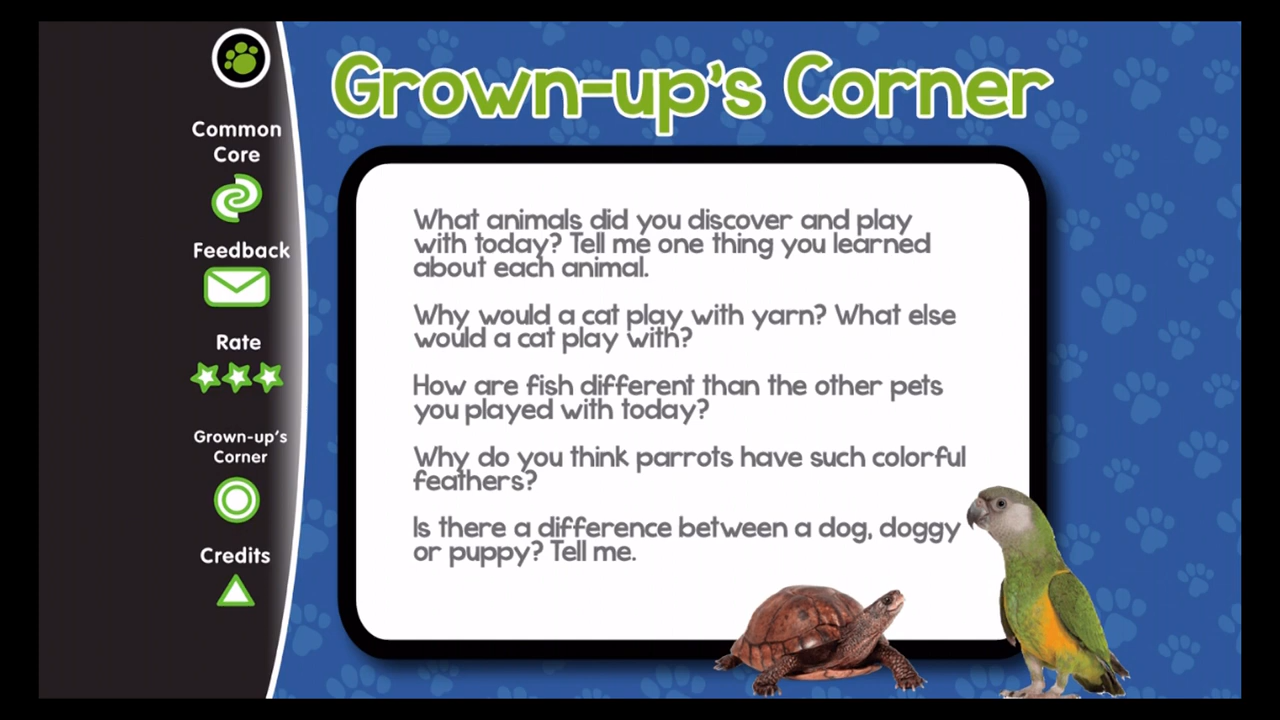 Grown-up's Corner
Common
Core
Feedback
Rate
Grown-up's
Corner
Credits
What animals did you discover and play
with today? Tell me one thing you learned
about each animal.
Why would a cat play with yarn? What else
would a cat play with?
How are fish different than the other pets
you played with today?
Why do you think parrots have such colorful
feathers?
Is there a difference between a dog, doggy
or puppy? Tell me.